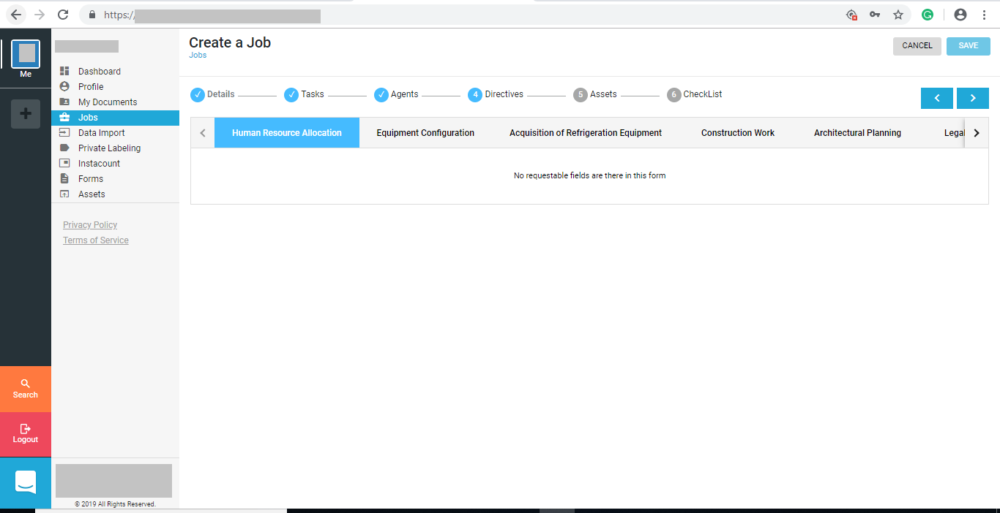 https:/
Me
Search
Logout
Dashboard
Profile
My Documents
Jobs
Data Import
Private Labeling
Instacount
Forms
Assets
Privacy Policy
Terms of Service
© 2019 All Rights Reserved.
Create a Job
Jobs
CANCEL
SAVE
Details
Tasks
Agents
4 Directives
5 Assets
6 CheckList
Human Resource Allocation
Equipment Configuration
Acquisition of Refrigeration Equipment
Construction Work
Architectural Planning
Legal
No requestable fields are there in this form